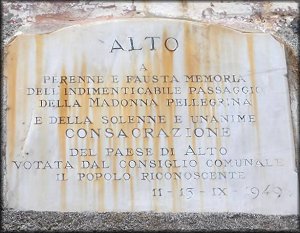 ALTO
A
PERENNE E FAUSTA MEMORIA
DELL'INDIMENTICABILE PASSAGGIO
DELLA MADONNA PELLEGRINA
E DELLA SOLENNE E UNANIME
CONSACRAZIONE
DEL PAESE DI ALTO
VOTATA DAL CONSIGLIO COMUNALE
IL POPOLO RICONOSCENTE
11-13-IX-1949